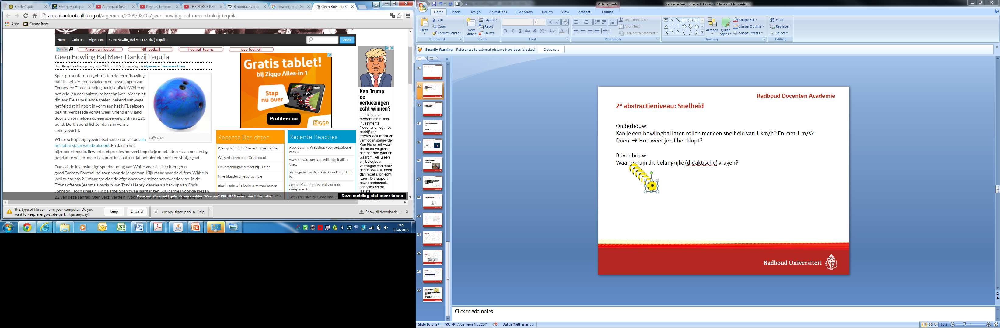 Binder1.pdf
EnergieSkatepar
Astronaut loses t
Physics-brooms
THE FORCE PHY
Binomiale verde
bowling bal - Go
Geen Bowling Ba
americanfootball.blog.nl/algemeen/2009/08/05/geen-bowling-bal-meer-dankzij-tequila
Apps
Create Item
Home
Colofon
Algemeen
Geen Bowling Bal Meer Dankzij Tequila
Zoek
Info
American football
Nfl football
Football teams
Usc football
Geen Bowling Bal Meer Dankzij Tequila
Door Perry Hendriks op 5 augustus 2009 om 06:50, in de categorie Algemeen en Tennessee Titans.
Sportpresentatoren gebruikten de term 'bowling
ball' in het verleden vaak om de bewegingen van
Tennessee Titans running back LenDale White op
het veld (en daarbuiten) te beschrijven. Maar niet
dit jaar. De aanvallende speler -bekend vanwege
het feit dat hij nooit in vorm aan het NFL seizoen
begint- verbaasde vorige week vriend en vijand
door zich te melden op een speelgewicht van 228
pond. Dertig pond lichter dan zijn vorige
speelgewicht.
Balls 'R Us
White schrijft zijn gewichtsafname vooral toe aan
het laten staan van de alcohol. En dan in het
bijzonder tequila. Ik weet niet precies hoeveel tequila je moet laten staan om dertig
pond af te vallen, maar ik kan zo inschatten dat het hier niet om een shotje gaat.
Dankzij de levenslustige speelhouding van White voorzie ik echter geen
goed Fantasy Football seizoen voor de jongeman. Kijk maar naar de cijfers. White is
weliswaar pas 24, maar speelde de afgelopen wee seizoenen tweede viool in de
Titans offense (eerst als backup van Travis Henry, daarna als backup van Chris
Johnson). Toch kreeg hij in de afgelopen twee jaargangen 500 carries voor de kiezen.
22 van deze aanrakingen verzilverde hij voor
Gratis tablet!
bij Ziggo Alles-in-1
Stap
nu over
Profiteer nu
ziggo
Recente Berichten
Weinig fruit voor Nederlandse afvaller
Wij verhuizen naar Gridiron.nl
Onverschilligheid troef bij Cutler
Nike blundert met provincie
Black Hole wil Black Outs voorkomen
Recente Reacties
Rock County: Webshop voor betaalbare
rock,...
www.phodic.com: You will take it all in
the...
Strategic leadership skills: Good day! This
is...
Leonie: Your style is really unique
compared to...
Skip Hire Finchley: Good info. Lu
Kan Trump
de
verkiezingen
echt winnen?
In het laatste
rapport van Fisher
Investments
Nederland, legt het
bedrijf van
Forbes-columnist en
vermogensbeheerder
Ken Fisher uit waar
de beurs volgens
hen naartoe gaat en
waarom. Als u een
vrij belegbaar
vermogen van meer
dan € 350.000 heeft,
dan moet u dit echt
lezen. Dit rapport
bevat onderzoek,
analyses en de
laatste
Deze website maakt gebruik van cookies. Waarom? Klik HIER voor meer informatie.
Deze melding niet meer tonen
This type of file can harm your computer. Do you
want to keep energy-skate-park_nl.jar anyway?
Keep
Discard
energy-skate-park_n....jnlp
Show all downloads...
9:09
30-9-2016
Picture Tools
Vakdidactiek college 3 19 sep - Microsoft PowerPoint
Home
Insert
Design
Animations
Slide Show
Review
View
Acrobat
Format
Paste
Cut
Copy
Format Painter
Clipboard
New
Slide
Layout
Reset
Delete
Slides
25
Font
Paragraph
Text Direction
Align Text
Convert to SmartArt
Arrange
Quick
Styles
Shape Fill
Shape Outline
Shape Effects
Drawing
Find
Replace
Select
Editing
Security Warning
References to external pictures have been blocked
Options...
15
16
17
18
19
20
21
22
23
24
25
26
27
Radboud Docenten Academie
2e abstractieniveau: Snelheid
Onderbouw:
Kan je een bowlingbal laten rollen met een snelheid van 1 km/h? En met 1 m/s?
Doen → Hoe weet je of het klopt?
Bovenbouw:
Waarom zijn dit belangrijke (didaktische) vragen?
Radboud Universiteit
Click to add notes
Slide 16 of 27
"RU PPT Algemeen NL 2014"
Dutch (Netherlands)
60%